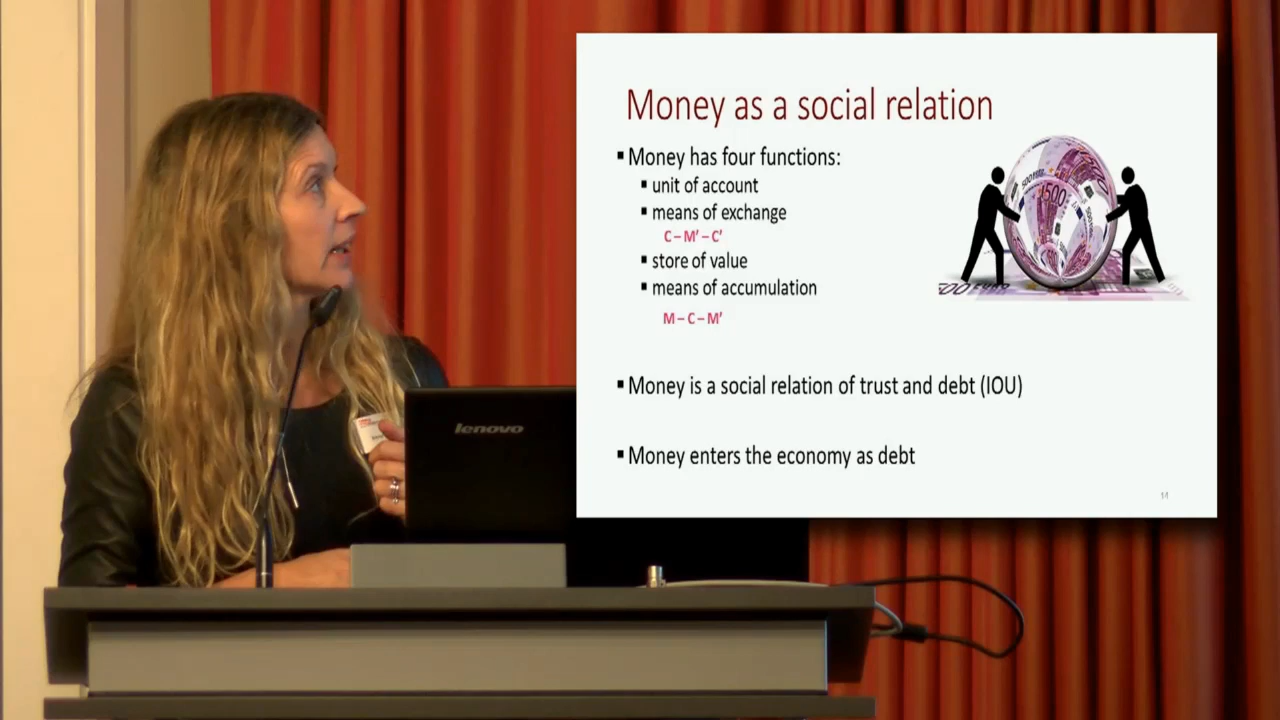 Money as a social relation
▪ Money has four functions:
▪ unit of account
▪ means of exchange
C – M' – C'
▪ store of value
▪ means of accumulation
M – C – M'
▪ Money is a social relation of trust and debt (IOU)
▪ Money enters the economy as debt
500
lenovo